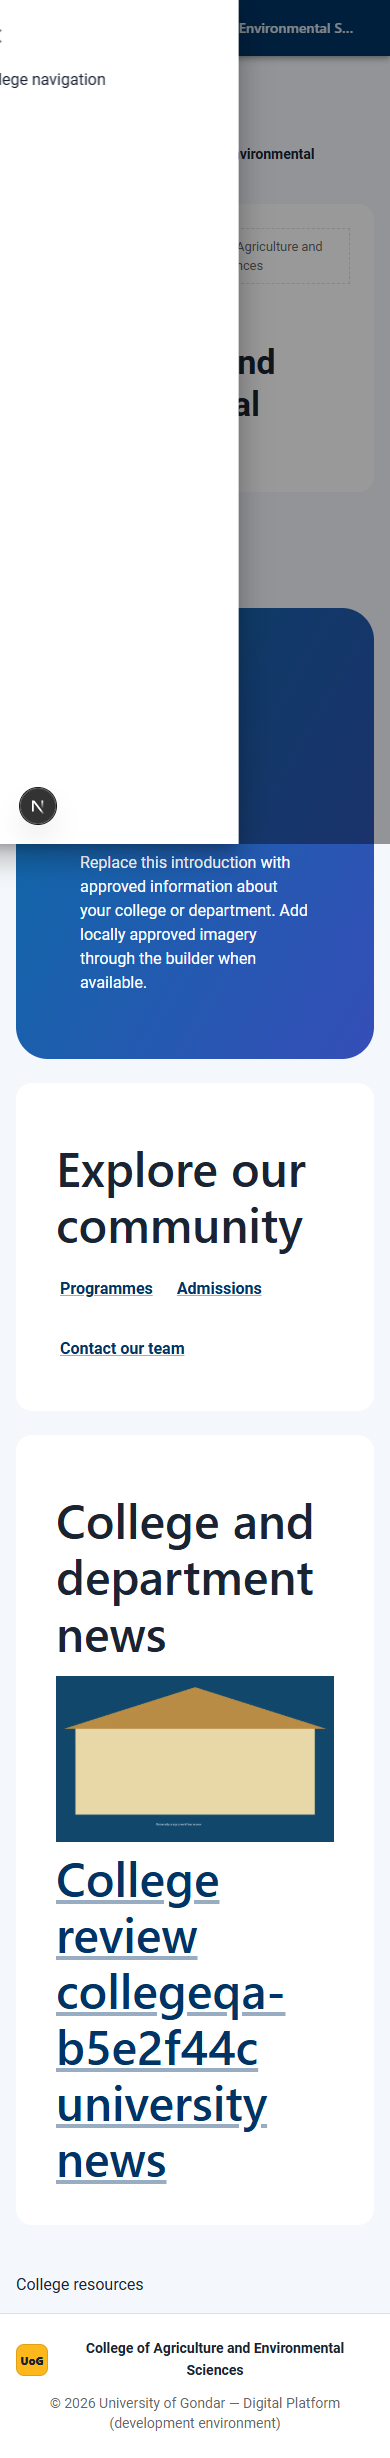 Environmental S...
lege navigation
vironmental
Agriculture and
nces
nd
al
N
Replace this introduction with
approved information about
your college or department. Add
locally approved imagery
through the builder when
available.
Explore our
community
Programmes Admissions
Contact our team
College and
department
news
College
review
collegeqa-
b5e2f44c
university
news
College resources
UoG
College of Agriculture and Environmental
Sciences
© 2026 University of Gondar — Digital Platform
(development environment)